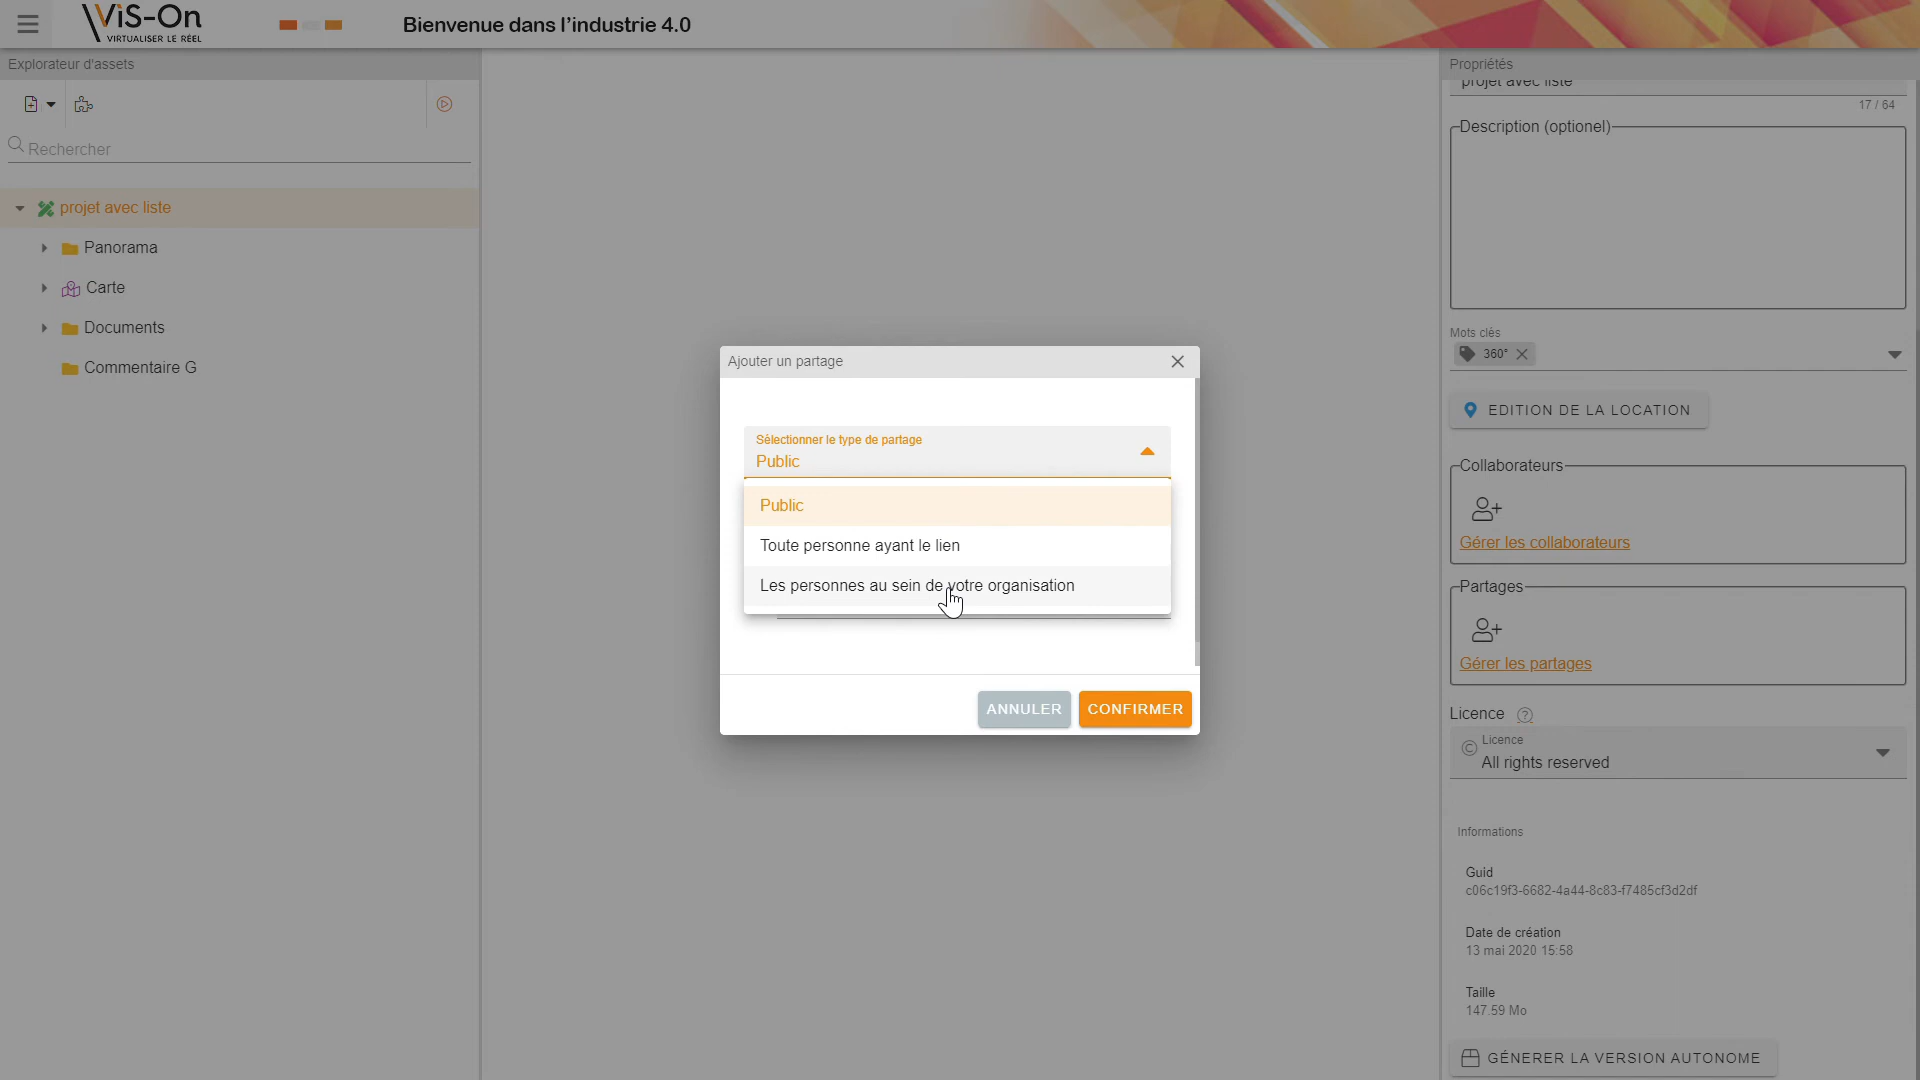 ViS-On
VIRTUALISER LE RÉEL
Bienvenue dans l'industrie 4.0
Explorateur d'assets
Rechercher
projet avec liste
Panorama
Carte
Documents
Commentaire G
Ajouter un partage
Sélectionner le type de partage
Public
Public
Toute personne ayant le lien
Les personnes au sein de votre organisation
ANNULER
CONFIRMER
Propriétés
projet avec liste
17 / 64
Description (optionel)
Mots clés
360°
EDITION DE LA LOCATION
Collaborateurs
Gérer les collaborateurs
Partages
Gérer les partages
Licence
Licence
All rights reserved
Informations
Guid
c06c19f3-6682-4a44-8c83-f7485cf3d2df
Date de création
13 mai 2020 15:58
Taille
147.59 Mo
GÉNERER LA VERSION AUTONOME